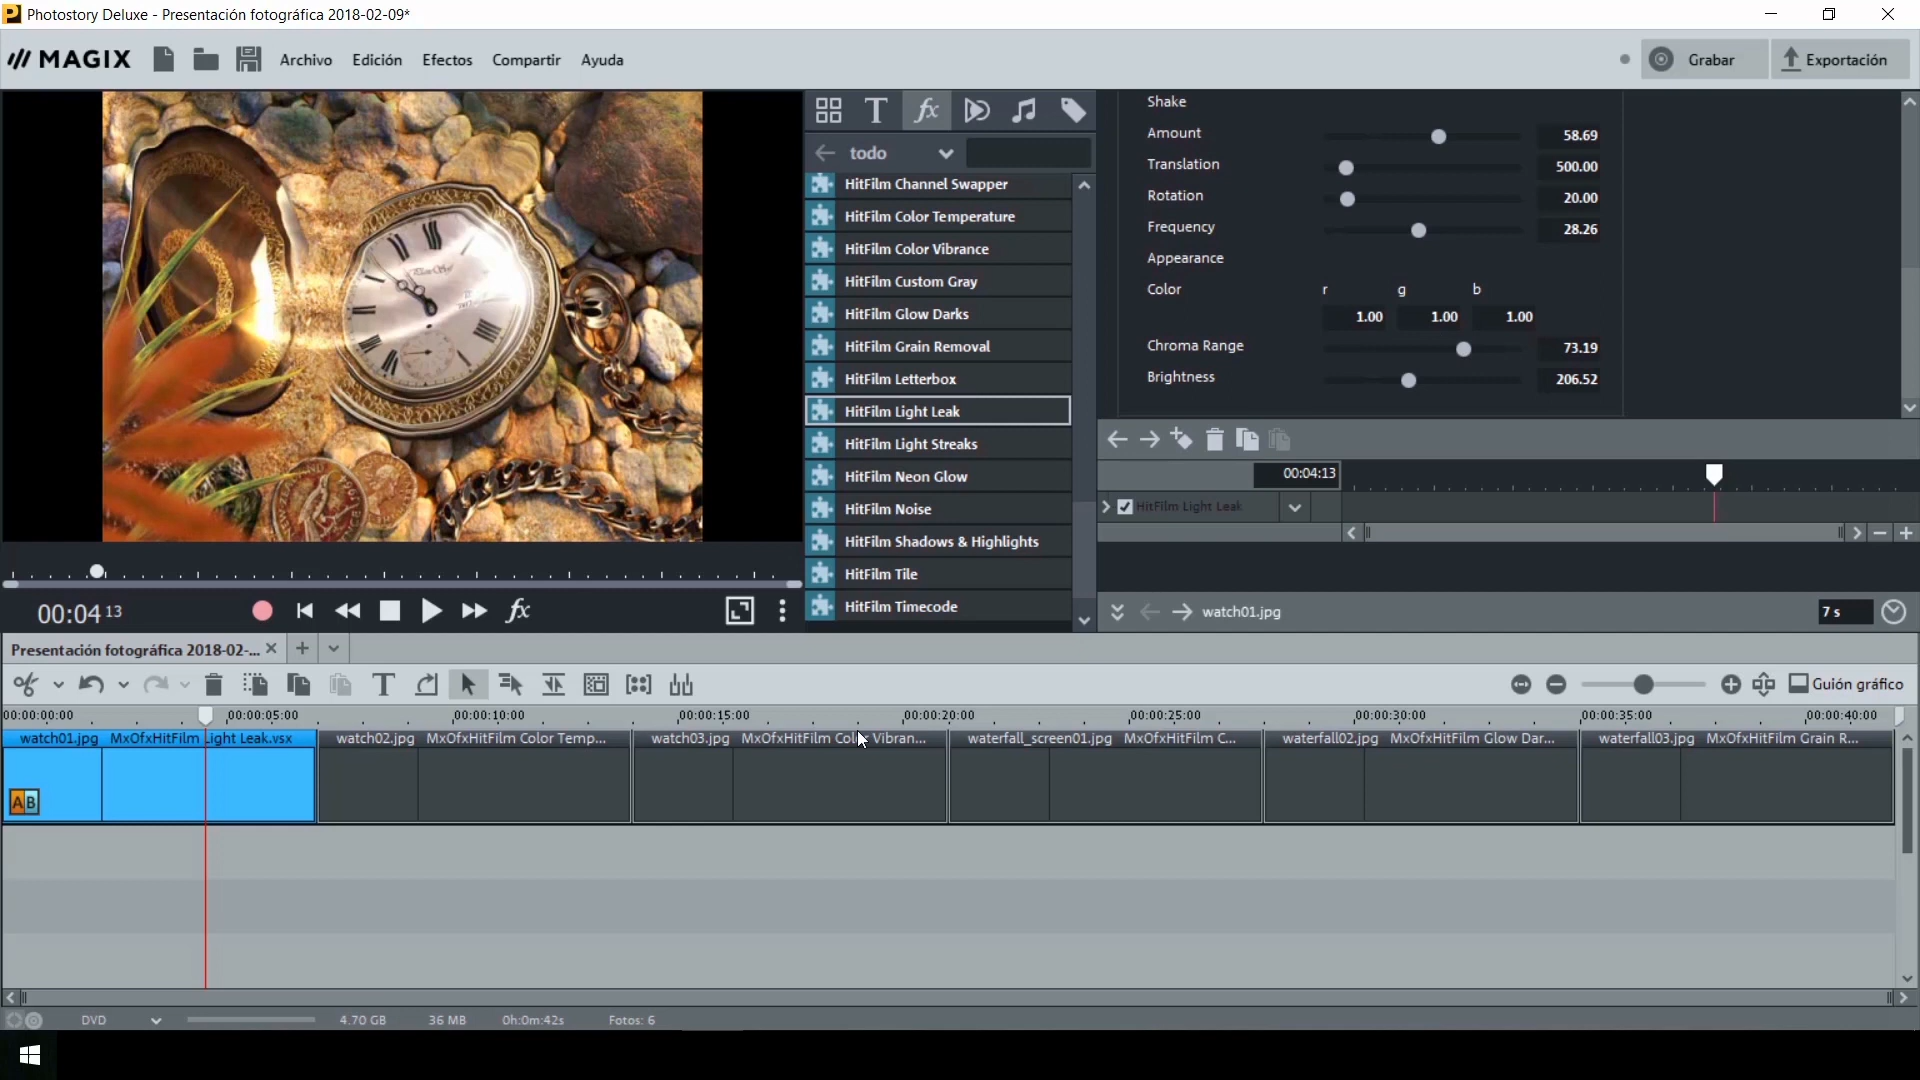 Photostory Deluxe - Presentación fotográfica 2018-02-09*
MAGIX Archivo Edición Efectos Compartir Ayuda Grabar Exportación
todo
HitFilm Channel Swapper
HitFilm Color Temperature
HitFilm Color Vibrance
HitFilm Custom Gray
HitFilm Glow Darks
HitFilm Grain Removal
HitFilm Letterbox
HitFilm Light Leak
HitFilm Light Streaks
HitFilm Neon Glow
HitFilm Noise
HitFilm Shadows & Highlights
HitFilm Tile
HitFilm Timecode
Shake
Amount 58.69
Translation 500.00
Rotation 20.00
Frequency 28.26
Appearance
Color r g b
1.00 1.00 1.00
Chroma Range 73.19
Brightness 206.52
00:04:13
HitFilm Light Leak
00:04 13
watch01.jpg 7 s
Presentación fotográfica 2018-02-...
Guión gráfico
00:00:00:00 00:00:05:00 00:00:10:00 00:00:15:00 00:00:20:00 00:00:25:00 00:00:30:00 00:00:35:00 00:00:40:00
watch01.jpg MxOfxHitFilm Light Leak.vsx watch02.jpg MxOfxHitFilm Color Temp... watch03.jpg MxOfxHitFilm Color Vibran... waterfall_screen01.jpg MxOfxHitFilm C... waterfall02.jpg MxOfxHitFilm Glow Dar... waterfall03.jpg MxOfxHitFilm Grain R...
AB
DVD 4.70 GB 36 MB 0h:0m:42s Fotos: 6